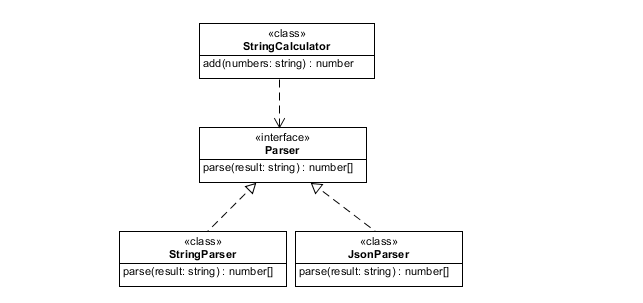 «class»
StringCalculator
add(numbers: string) : number
«interface»
Parser
parse(result: string) : number[]
«class»
StringParser
parse(result: string) : number[]
«class»
JsonParser
parse(result: string) : number[]